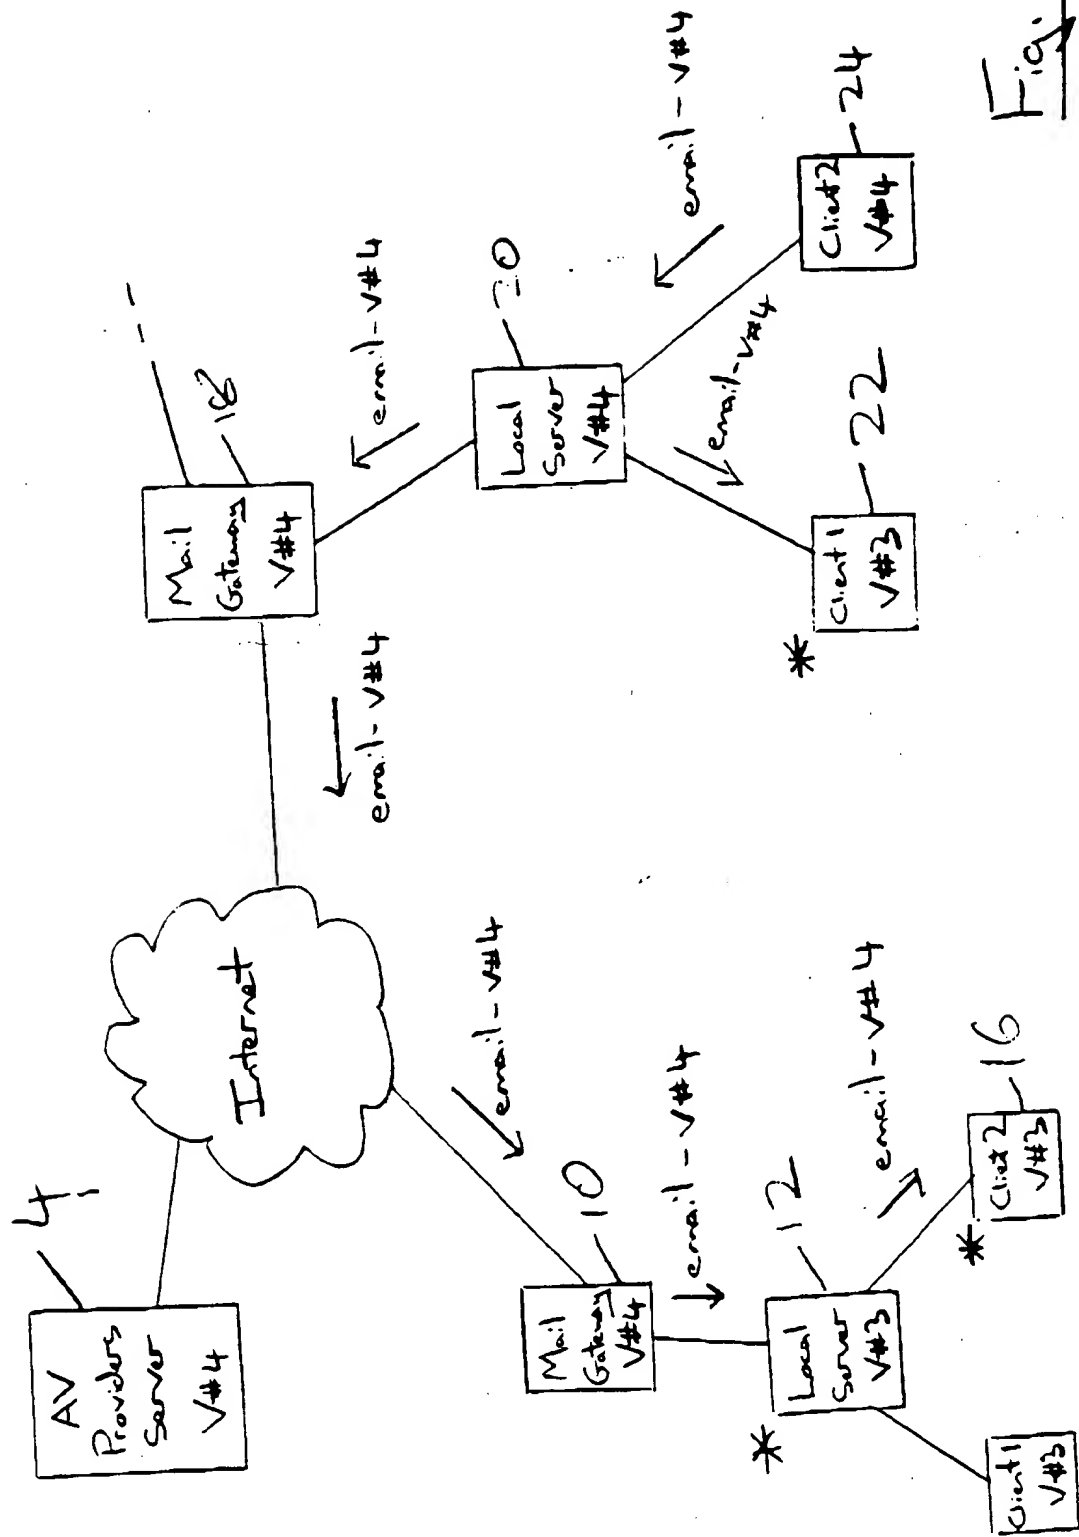 AV
Providers
Server
V#4
4
Internet
Mail
Gateway
V#4
18
email-V#4
email-V#4
Local
Server
V#4
20
email-V#4
email-V#4
Client 1
V#3
22
*
Client 2
V#4
24
email-V#4
Mail
Gateway
V#4
10
email-V#4
Local
Server
V#3
12
*
email-V#4
Client 1
V#3
Client 2
V#3
16
*
Fig.